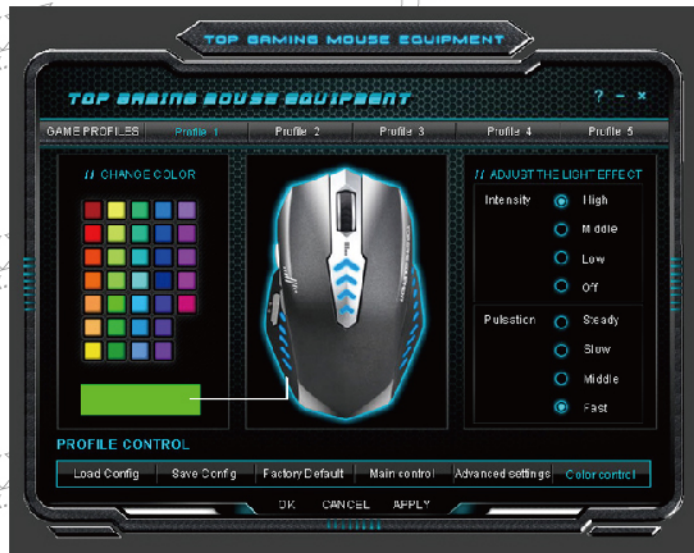 TOP GAMING MOUSE EQUIPMENT
TOP GAMING MOUSE EQUIPMENT
? - ×
GAME PROFILES Profile 1 Profile 2 Profile 3 Profile 4 Profile 5
// CHANGE COLOR
// ADJUST THE LIGHT EFFECT
Intensity High
Middle
Low
Off
Pulsation Steady
Slow
Middle
Fast
PROFILE CONTROL
Load Config Save Config Factory Default Main control Advanced settings Color control
OK CANCEL APPLY